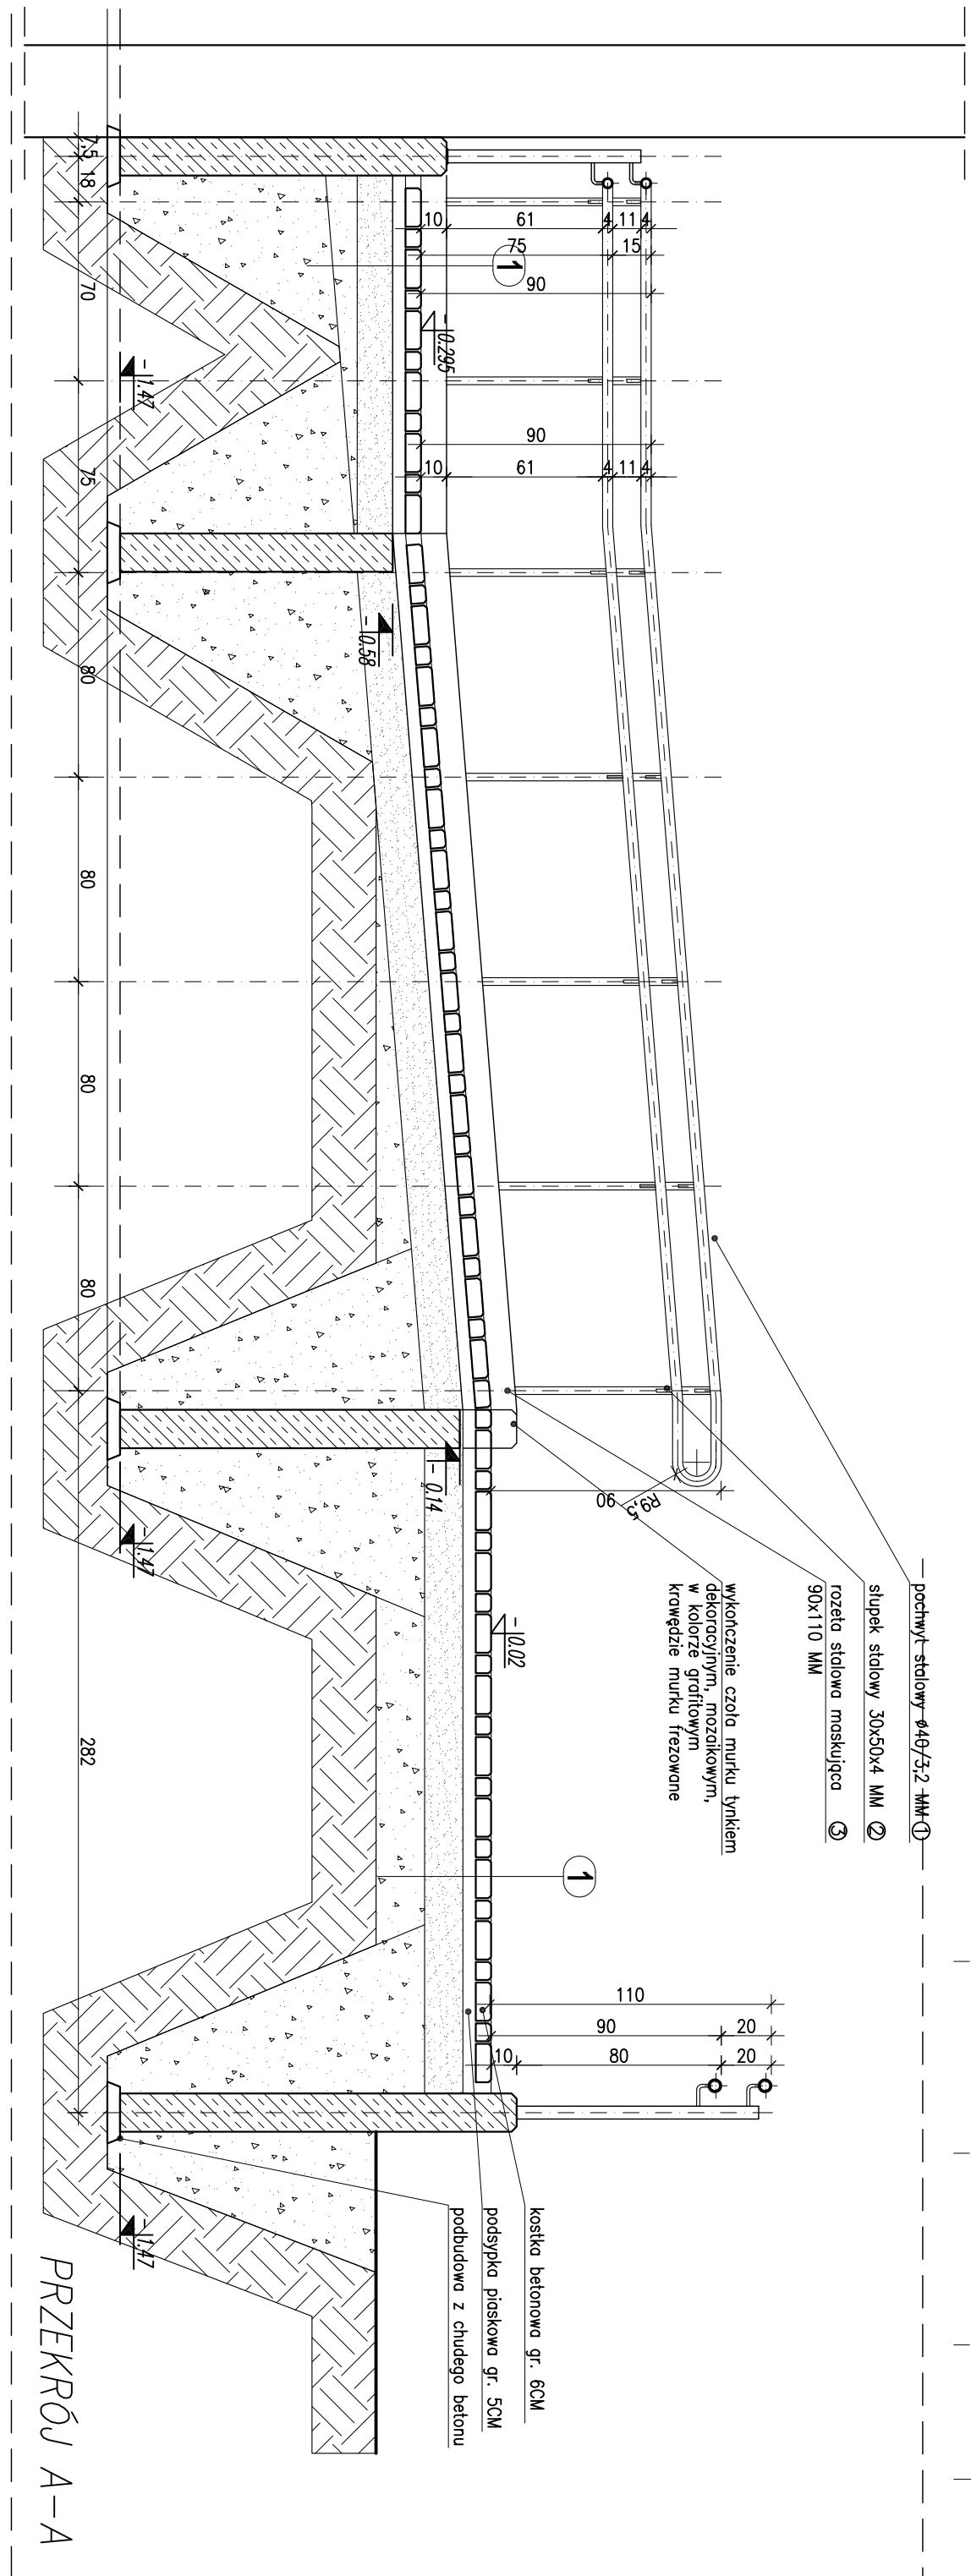 pochwyt stalowy ø40/3,2 MM ①
słupek stalowy 30x50x4 MM ②
rozeta stalowa maskująca ③
90x110 MM
wykończenie czoła murku tynkiem
dekoracyjnym, mozaikowym,
w kolorze grafitowym
krawędzie murku frezowane
R9,5
90
110
90 20
10 80 20
10 61 4 11 4
75 15
90
90
10 61 4 11 4
1
1
-0.295
-0.58
-0.14
-0.02
-1.47
-1.47
-1.47
kostka betonowa gr. 6CM
podsypka piaskowa gr. 5CM
podbudowa z chudego betonu
7,5 18 70 75 80 80 80 80 282
PRZEKRÓJ A-A